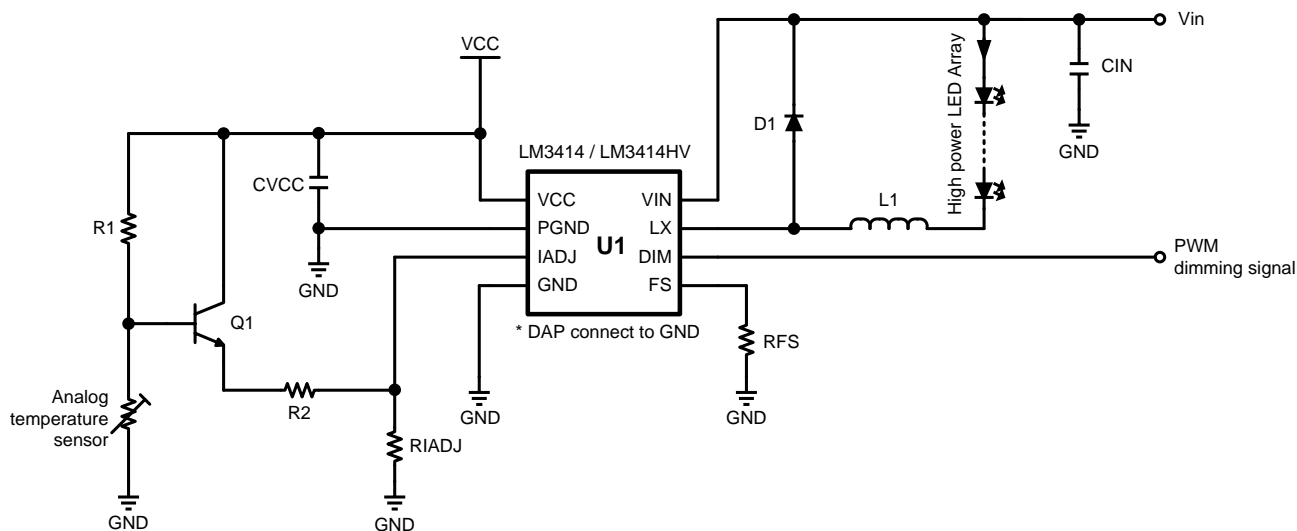 Vin
VCC
High power LED Array
CIN
D1
GND
LM3414 / LM3414HV
CVCC
VCC
VIN
L1
R1
PGND
LX
U1
PWM
dimming signal
IADJ
DIM
GND
GND
FS
Q1
* DAP connect to GND
RFS
Analog
temperature
sensor
R2
GND
GND
RIADJ
GND
GND